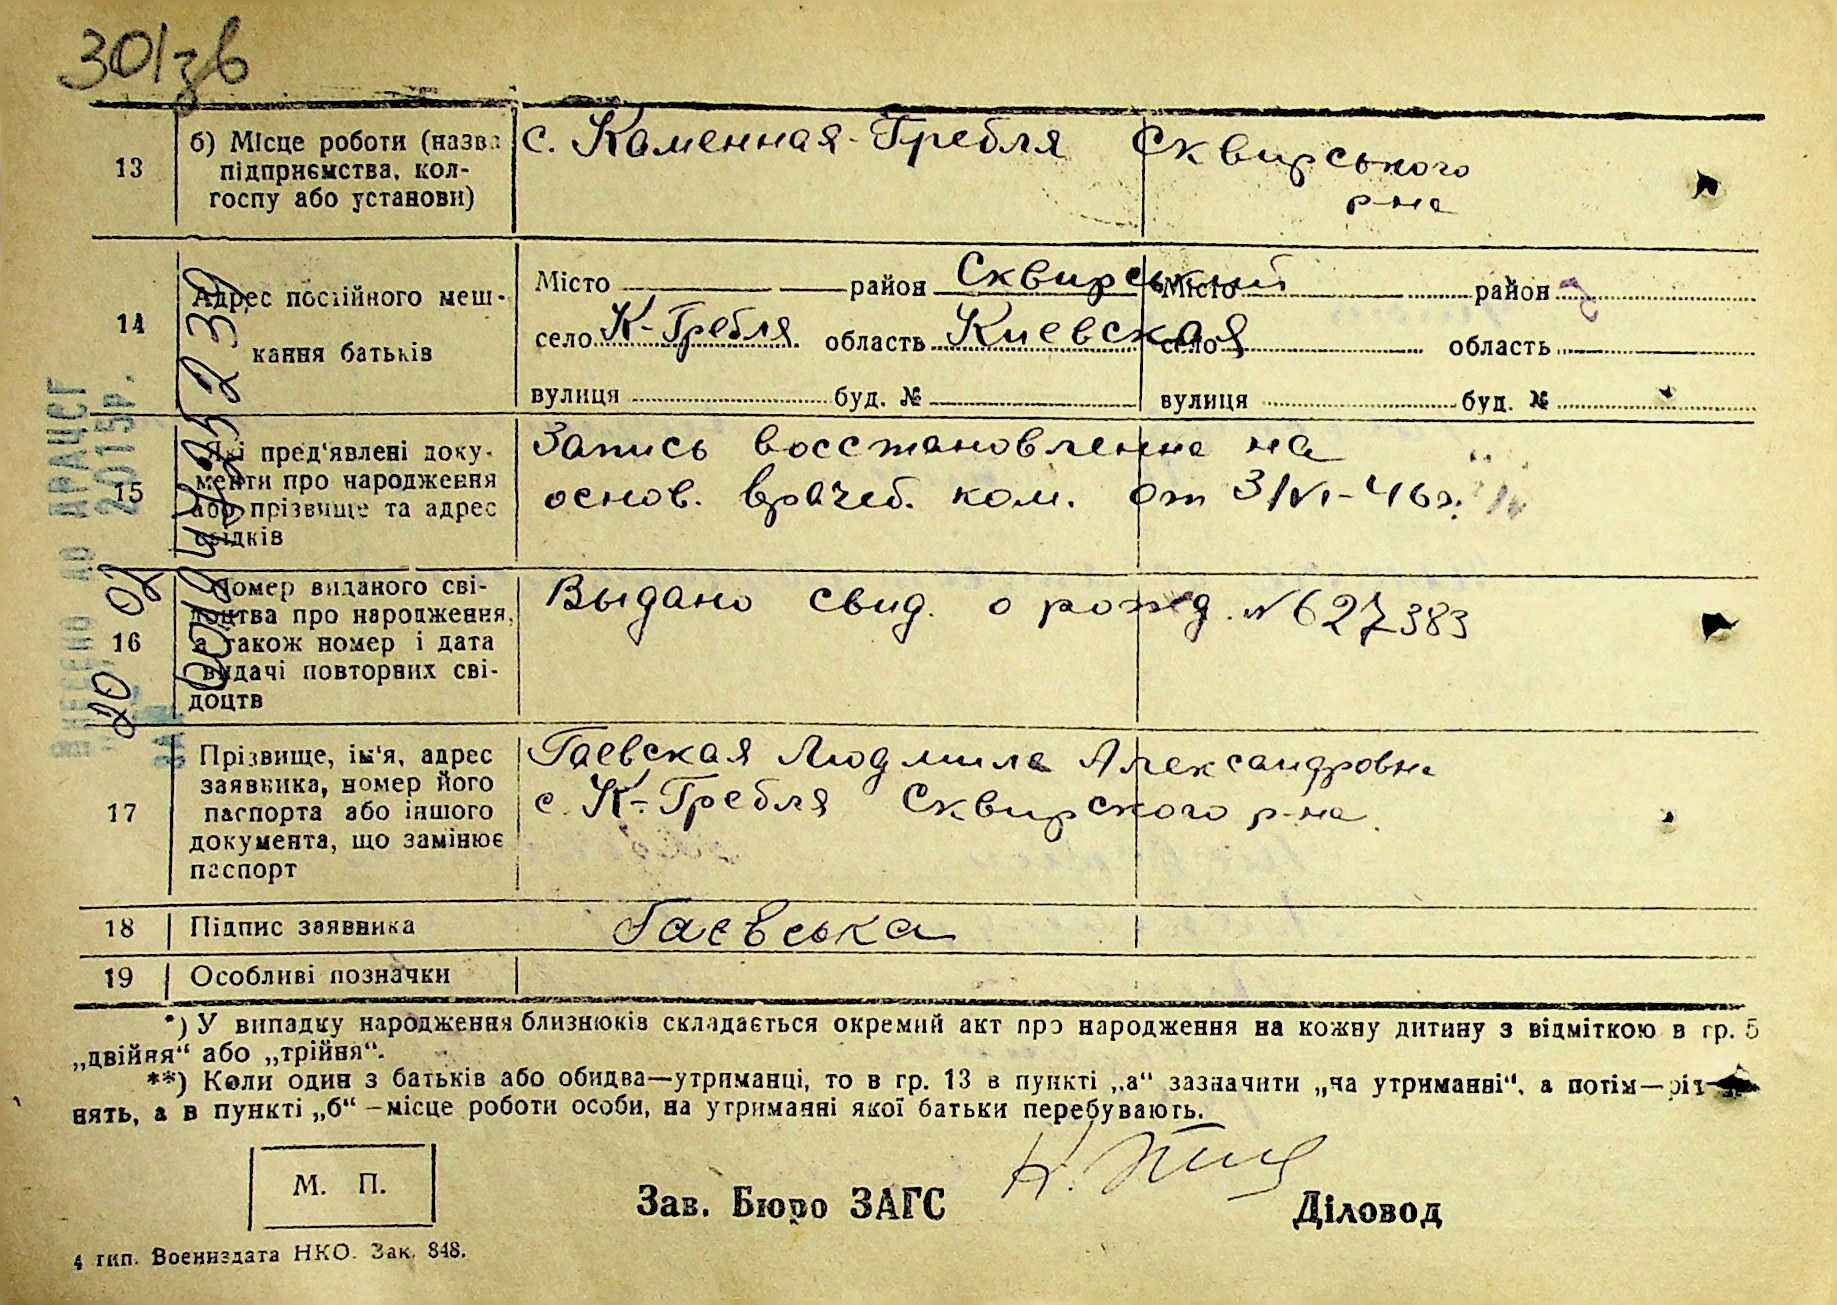 301зв
13
б) Місце роботи (назва
підприємства, кол-
госпу або установи)
с. Каменная-Гребля Сквирського
р-на
14
Адрес постійного меш-
кання батьків
Місто район Сквирський
село К-Гребля область Киевская
вулиця буд. №
Місто район
село область
вулиця буд. №
15
Які пред'явлені доку-
менти про народження
або прізвище та адрес
свідків
Запись восстановленна на
основ. врачеб. ком. от 3/VI-46г.
16
Номер виданого сві-
доцтва про народження,
а також номер і дата
видачі повторних сві-
доцтв
Выдано свид. о рожд. №627383
17
Прізвище, ім'я, адрес
заявника, номер його
паспорта або іншого
документа, що замінює
паспорт
Гаевская Людмила Александровна
с. К-Гребля Сквирского р-на.
18
Підпис заявника
Гаєвська
19
Особливі позначки
*) У випадку народження близнюків складається окремий акт про народження на кожну дитину з відміткою в гр. 5
„двійня“ або „трійня“.
**) Коли один з батьків або обидва—утриманці, то в гр. 13 в пункті „а“ зазначити „на утриманні“, а потім—
нять, а в пункті „б“ —місце роботи особи, на утриманні якої батьки перебувають.
М. П.
Зав. Бюро ЗАГС
Діловод
4 тип. Воениздата НКО. Зак. 848.
ВНЕСЕНО ДО ДРАЦСГ
2015р.